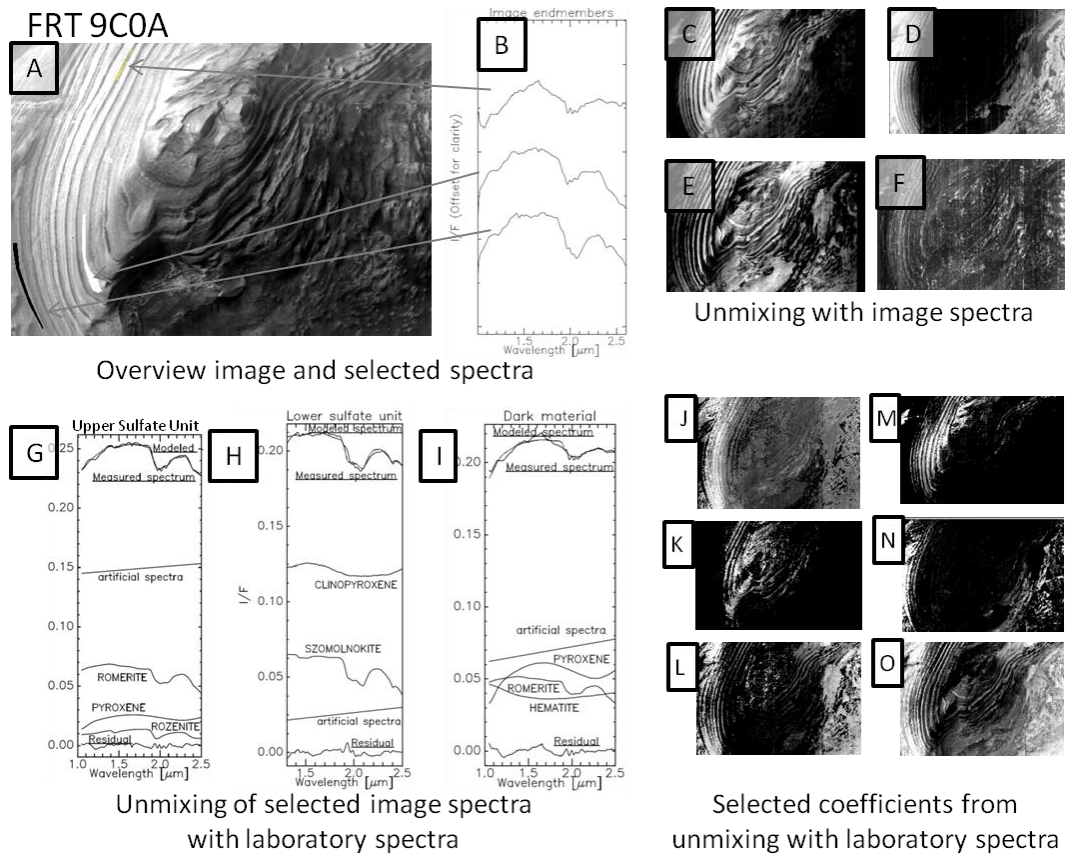 FRT 9C0A
A
B
Image endmembers
I/F (Offset for clarity)
1.5 2.0 2.5
Wavelength [μm]
C
D
E
F
Unmixing with image spectra
Overview image and selected spectra
Upper Sulfate Unit
G
0.25
0.20
0.15
0.10
0.05
0.00
Modeled
Measured spectrum
artificial spectra
ROMERITE
PYROXENE
ROZENITE
Residual
1.0 1.5 2.0 2.5
Wavelength [μm]
Lower sulfate unit
H
I/F
0.20
0.15
0.10
0.05
0.00
Modeled spectrum
Measured spectrum
CLINOPYROXENE
SZOMOLNOKITE
artificial spectra
Residual
1.5 2.0 2.5
Wavelength [μm]
Dark material
I
0.20
0.15
0.10
0.05
0.00
Modeled spectrum
Measured spectrum
artificial spectra
PYROXENE
ROMERITE
HEMATITE
Residual
1.0 1.5 2.0 2.5
Wavelength [μm]
Unmixing of selected image spectra
with laboratory spectra
J
M
K
N
L
O
Selected coefficients from
unmixing with laboratory spectra